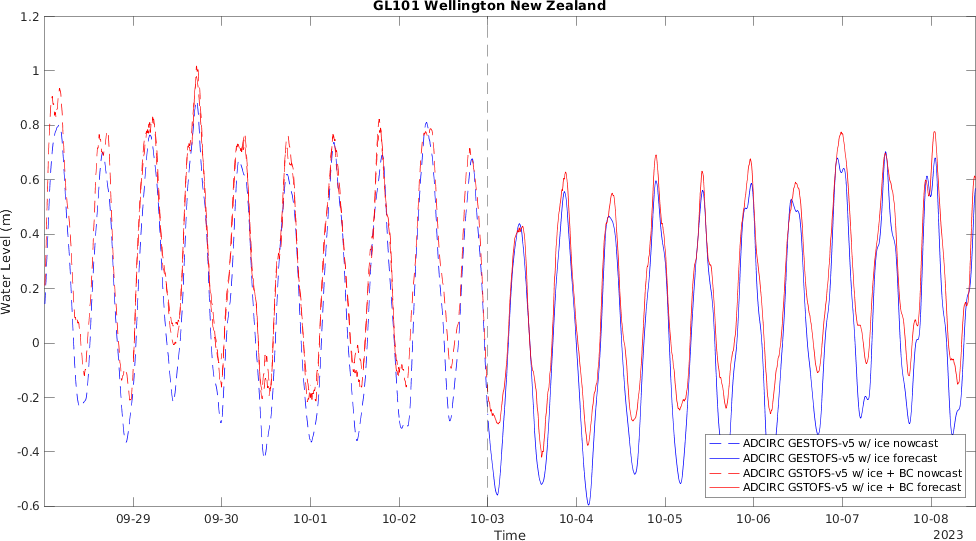 GL101 Wellington New Zealand
Water Level (m)
1.2
1
0.8
0.6
0.4
0.2
0
-0.2
-0.4
-0.6
ADCIRC GESTOFS-v5 w/ ice nowcast
ADCIRC GESTOFS-v5 w/ ice forecast
ADCIRC GSTOFS-v5 w/ ice + BC nowcast
ADCIRC GSTOFS-v5 w/ ice + BC forecast
09-29 09-30 10-01 10-02 10-03 10-04 10-05 10-06 10-07 10-08
Time
2023